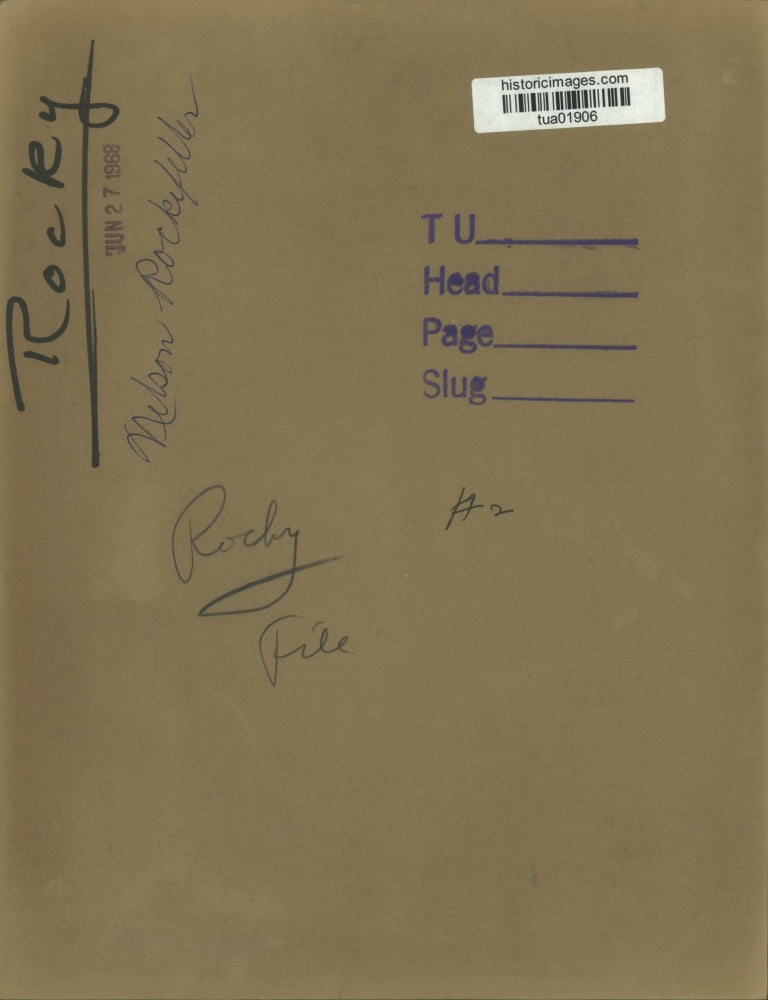 historicimages.com
tua01906
Rocky
JUN 27 1968
Nelson Rockefeller
T U
Head
Page
Slug
#2
Rocky
File